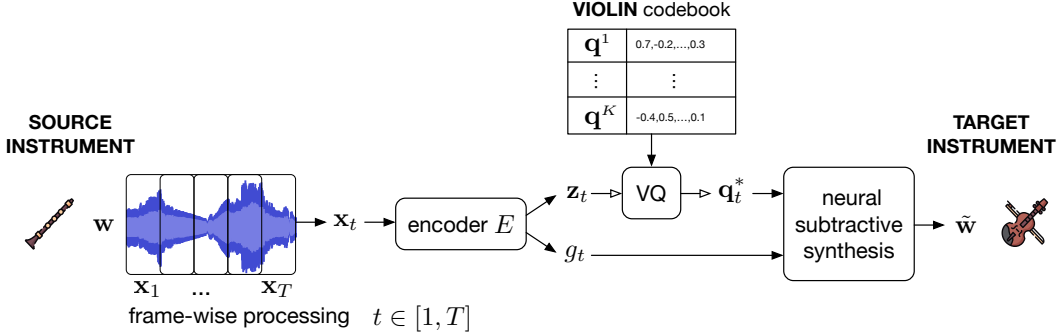 VIOLIN codebook
q^1 0.7,-0.2,...,0.3
⋮ ⋮
q^K -0.4,0.5,...,0.1
SOURCE
INSTRUMENT
w
x_1 ... x_T
frame-wise processing t ∈ [1, T]
x_t
encoder E
z_t
VQ
q_t^*
g_t
neural
subtractive
synthesis
w̃
TARGET
INSTRUMENT